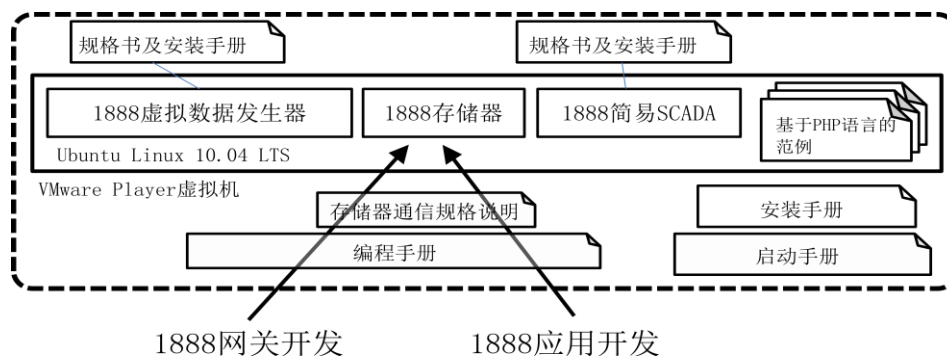 规格书及安装手册
规格书及安装手册
1888虚拟数据发生器
1888存储器
1888简易SCADA
基于PHP语言的
范例
Ubuntu Linux 10.04 LTS
VMware Player虚拟机
存储器通信规格说明
安装手册
编程手册
启动手册
1888网关开发
1888应用开发